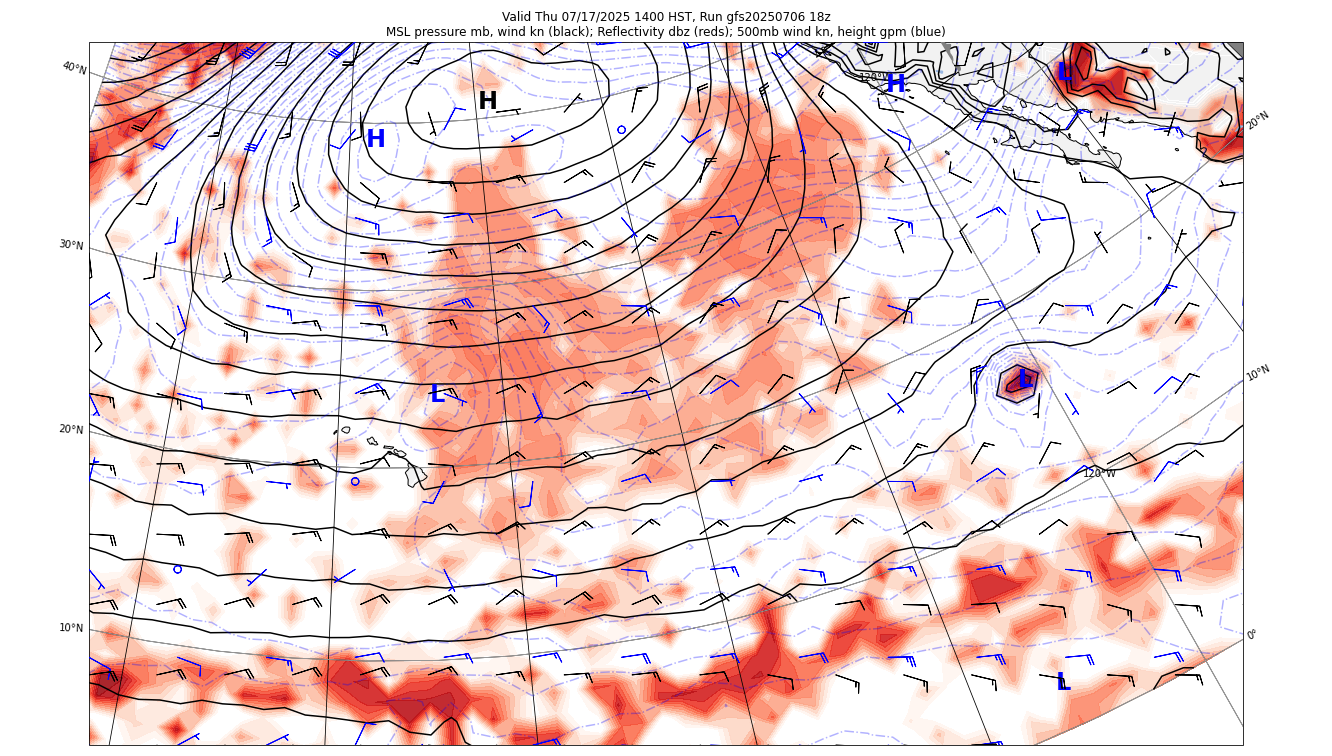 Valid Thu 07/17/2025 1400 HST, Run gfs20250706 18z
MSL pressure mb, wind kn (black); Reflectivity dbz (reds); 500mb wind kn, height gpm (blue)
40°N
120°W
H
L
H
H
20°N
30°N
L
L
10°N
20°N
120°W
10°N
0°
L